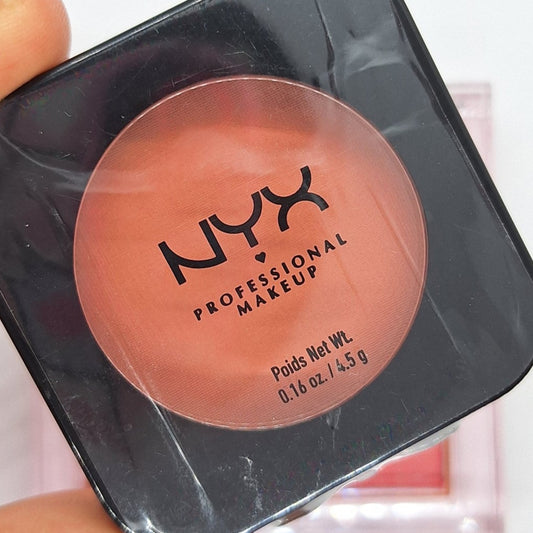 NYX
PROFESSIONAL
MAKEUP
Poids Net Wt.
0.16 oz. / 4.5 g